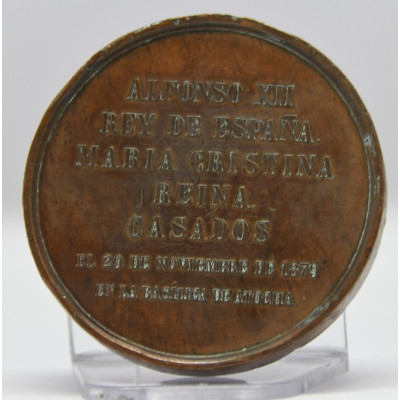 ALFONSO XII
REY DE ESPAÑA.
MARIA CRISTINA
REINA
CASADOS
EL 29 DE NOVIEMBRE DE 1879
EN LA BASÍLICA DE ATOCHA.